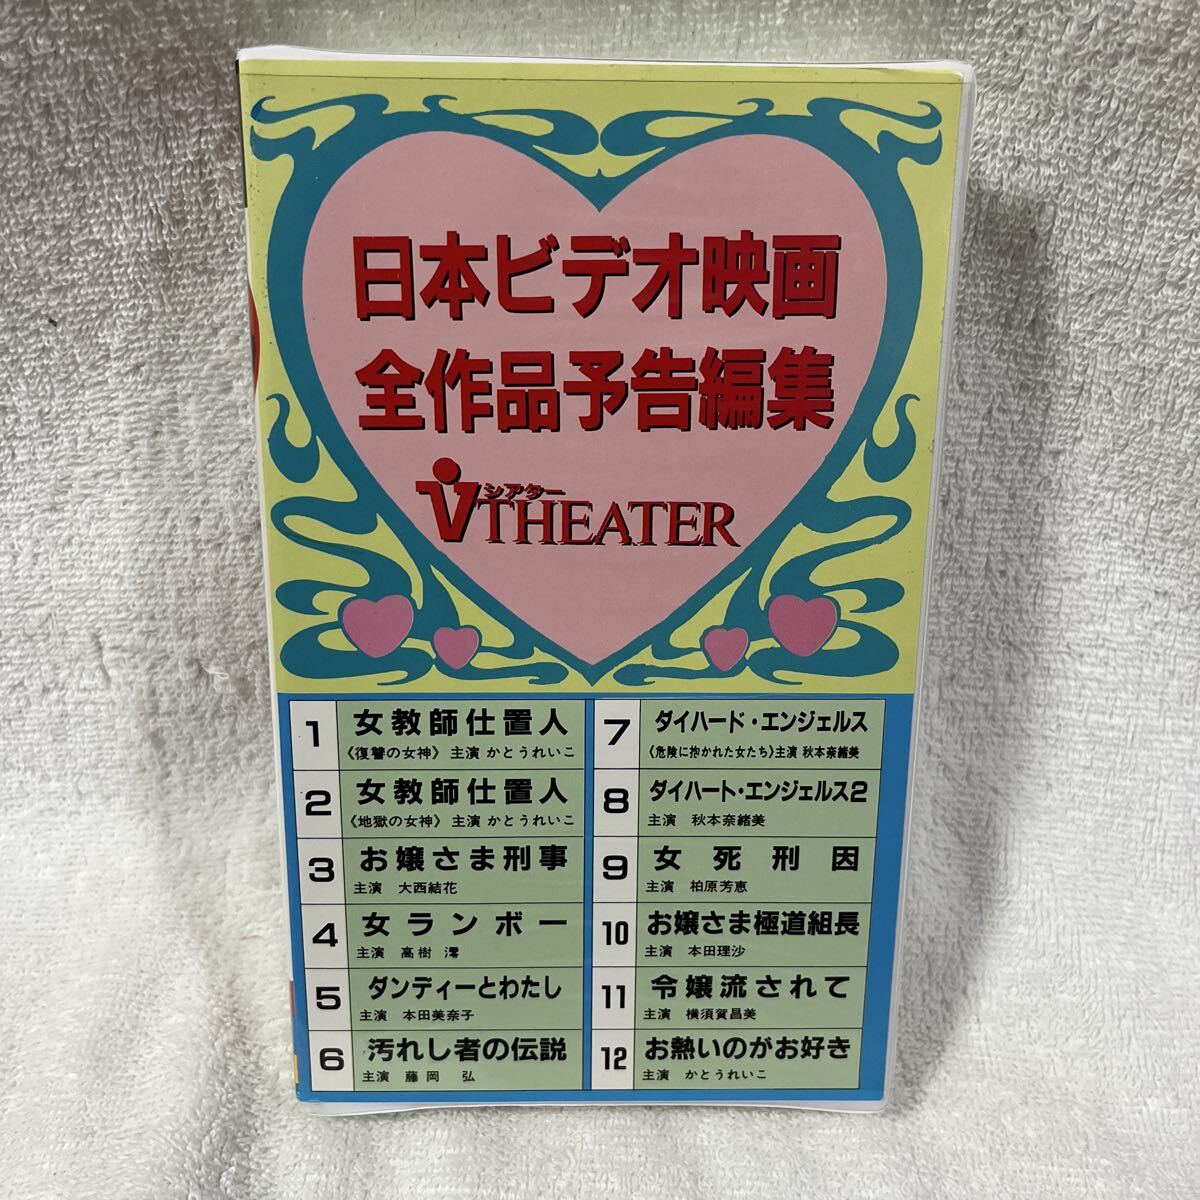 日本ビデオ映画
全作品予告編集
シアター
VTHEATER
1 女教師仕置人
《復讐の女神》 主演 かとうれいこ
2 女教師仕置人
《地獄の女神》 主演 かとうれいこ
3 お嬢さま刑事
主演 大西結花
4 女ランボー
主演 高樹 澪
5 ダンディーとわたし
主演 本田美奈子
6 汚れし者の伝説
主演 藤岡 弘
7 ダイハード・エンジェルス
《危険に抱かれた女たち》主演 秋本奈緒美
8 ダイハート・エンジェルス2
主演 秋本奈緒美
9 女死刑因
主演 柏原芳恵
10 お嬢さま極道組長
主演 本田理沙
11 令嬢流されて
主演 横須賀昌美
12 お熱いのがお好き
主演 かとうれいこ